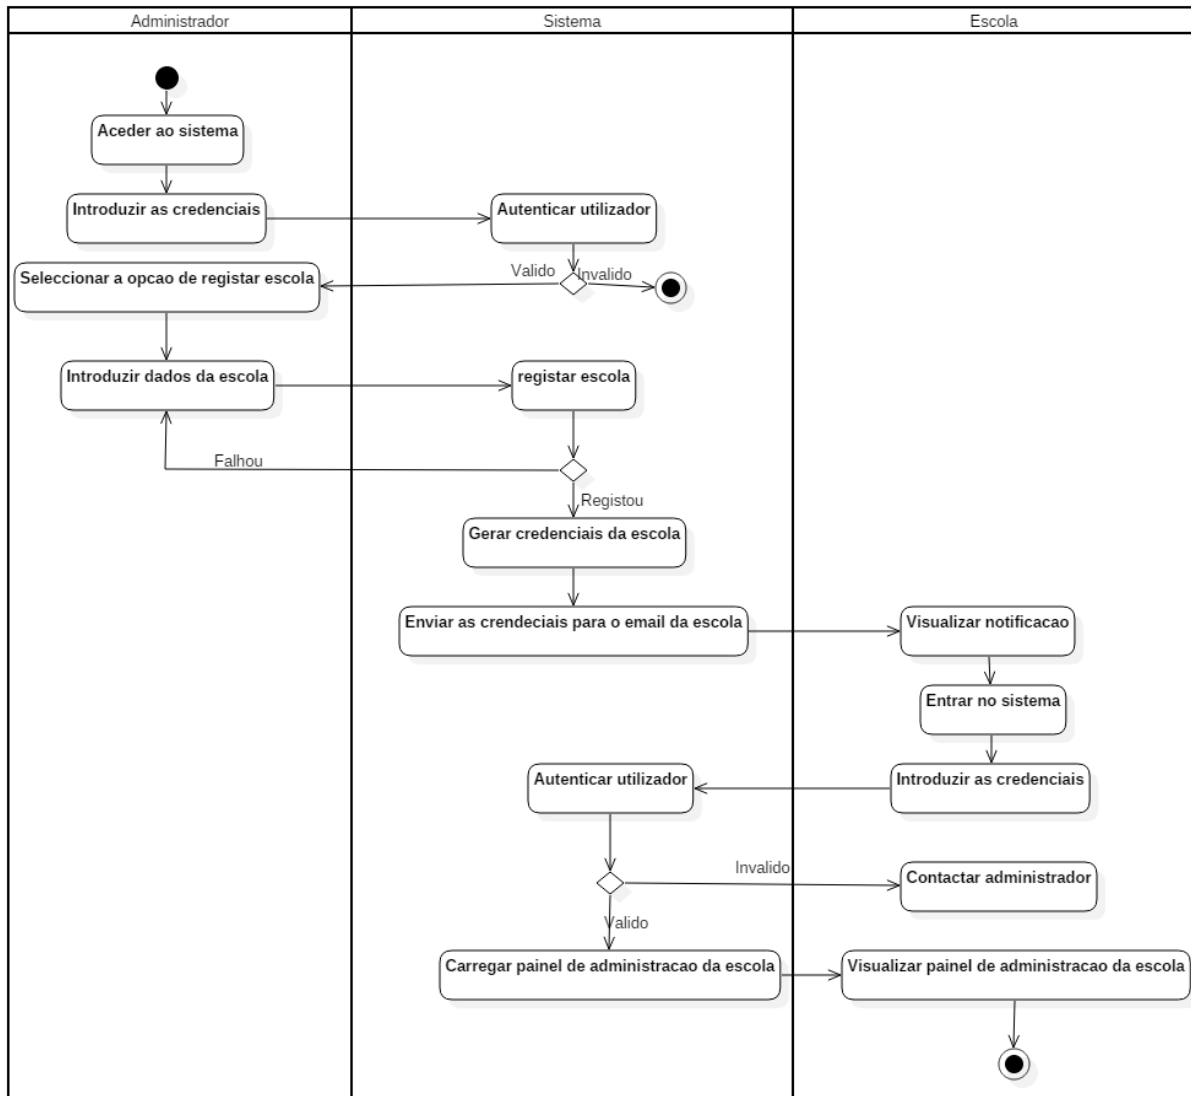 Administrador
Sistema
Escola
Aceder ao sistema
Introduzir as credenciais
Autenticar utilizador
Seleccionar a opcao de registar escola
Valido
Invalido
Introduzir dados da escola
registar escola
Falhou
Registou
Gerar credenciais da escola
Enviar as crendeciais para o email da escola
Visualizar notificacao
Entrar no sistema
Autenticar utilizador
Introduzir as credenciais
Invalido
Contactar administrador
Valido
Carregar painel de administracao da escola
Visualizar painel de administracao da escola